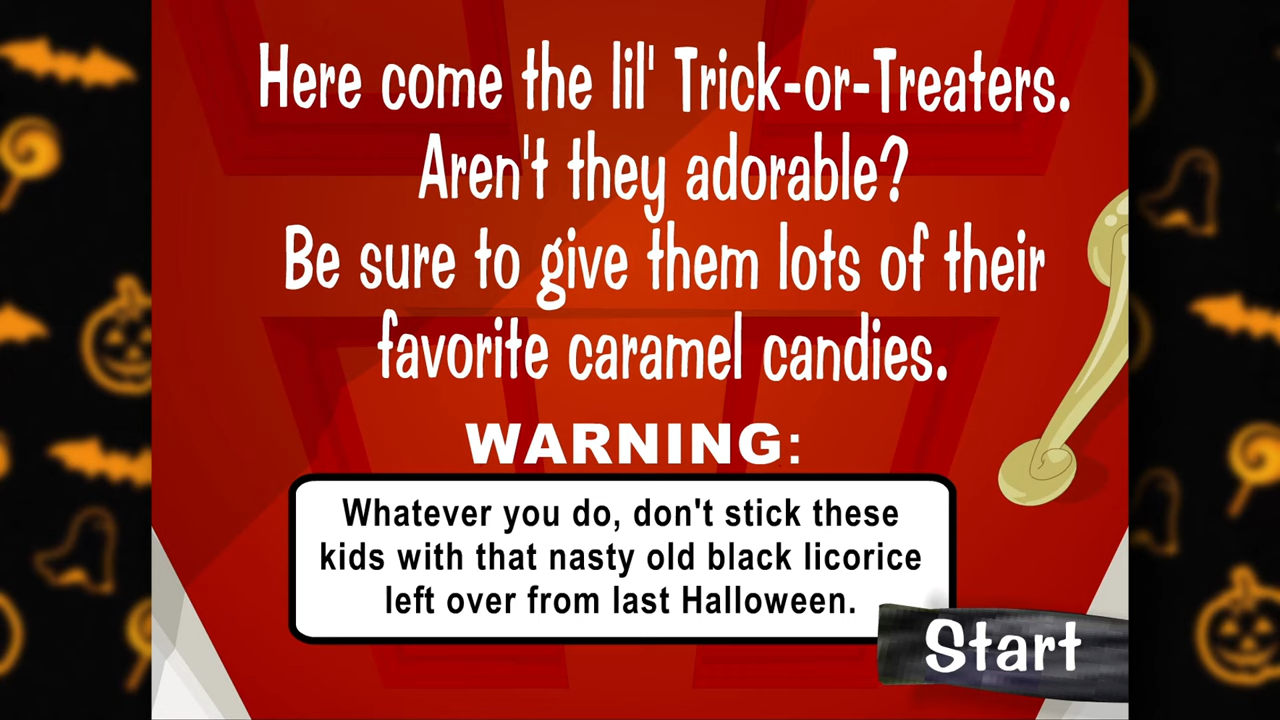 Here come the lil' Trick-or-Treaters.
Aren't they adorable?
Be sure to give them lots of their
favorite caramel candies.
WARNING:
Whatever you do, don't stick these
kids with that nasty old black licorice
left over from last Halloween.
Start